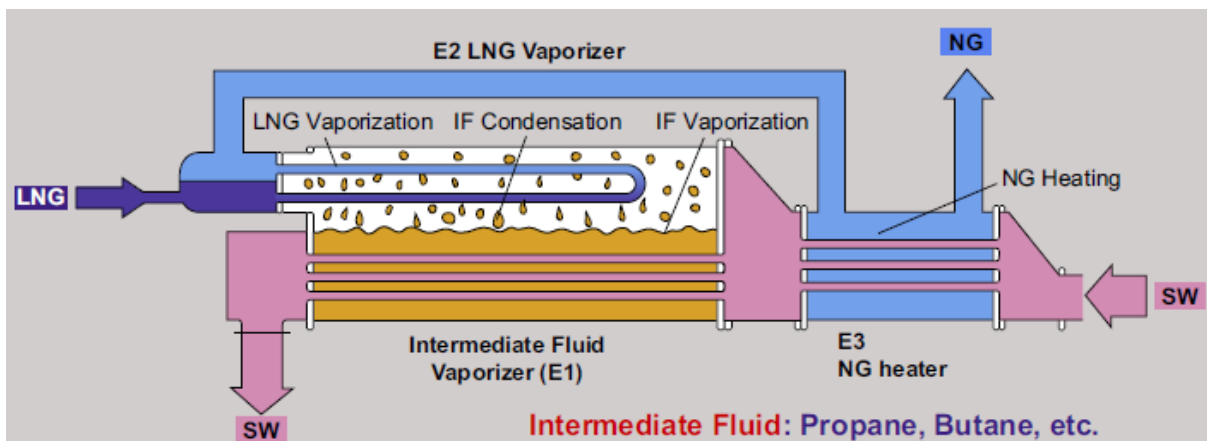 NG
E2 LNG Vaporizer
LNG Vaporization
IF Condensation
IF Vaporization
NG Heating
LNG
SW
Intermediate Fluid
Vaporizer (E1)
E3
NG heater
SW
Intermediate Fluid: Propane, Butane, etc.